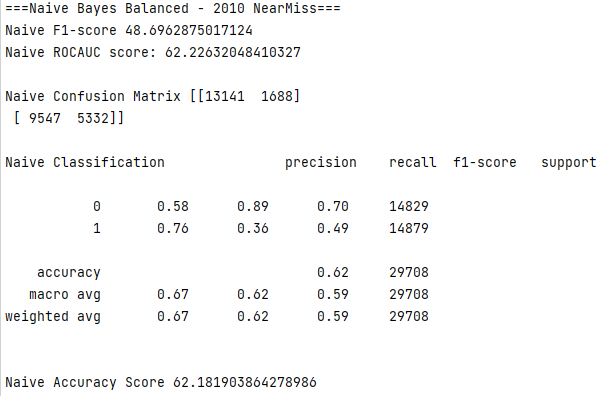 ===Naive Bayes Balanced - 2010 NearMiss===
Naive F1-score 48.6962875017124
Naive ROCAUC score: 62.22632048410327
Naive Confusion Matrix [[13141  1688]
 [ 9547  5332]]
Naive Classification               precision    recall  f1-score   support
           0       0.58      0.89      0.70     14829
           1       0.76      0.36      0.49     14879
    accuracy                           0.62     29708
   macro avg       0.67      0.62      0.59     29708
weighted avg       0.67      0.62      0.59     29708
Naive Accuracy Score 62.181903864278986